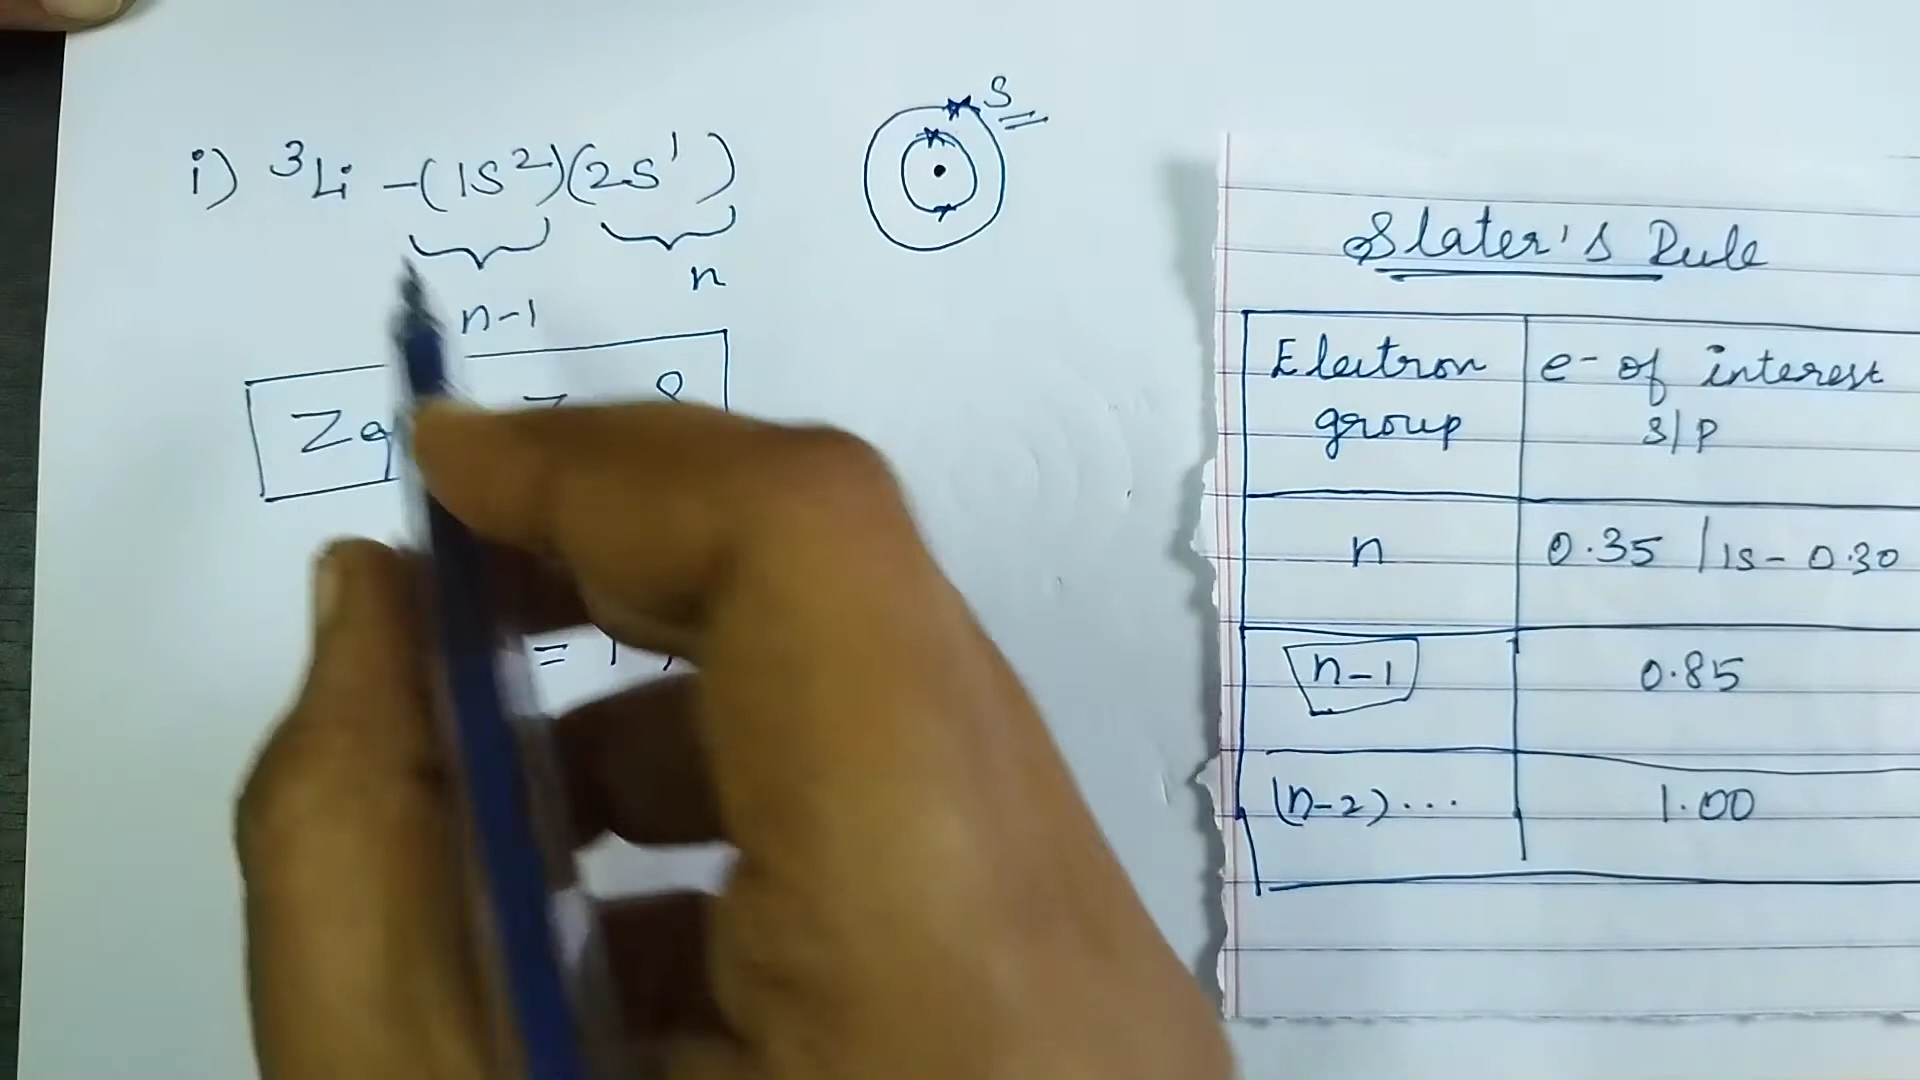 i) ³Li -(1S²)(2S¹)
n-1
n
S
= 1
Slater's Rule
Electron group
e- of interest S/P
n
0.35 / 1s - 0.30
n-1
0.85
(n-2)...
1.00